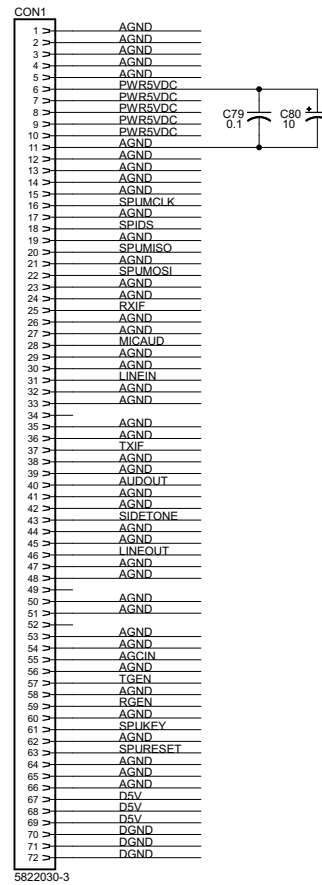 CON1
1 AGND
2 AGND
3 AGND
4 AGND
5 AGND
6 PWR5VDC
7 PWR5VDC
8 PWR5VDC
9 PWR5VDC
10 PWR5VDC
11 AGND
12 AGND
13 AGND
14 AGND
15 AGND
16 SPUMCLK
17 AGND
18 SPIDS
19 AGND
20 SPUMISO
21 AGND
22 SPUMOSI
23 AGND
24 AGND
25 RXIF
26 AGND
27 AGND
28 MICAUD
29 AGND
30 AGND
31 LINEIN
32 AGND
33 AGND
34
35 AGND
36 AGND
37 TXIF
38 AGND
39 AGND
40 AUDOUT
41 AGND
42 AGND
43 SIDETONE
44 AGND
45 AGND
46 LINEOUT
47 AGND
48 AGND
49
50 AGND
51 AGND
52
53 AGND
54 AGND
55 AGCIN
56 AGND
57 TGEN
58 AGND
59 RGEN
60 AGND
61 SPUKEY
62 AGND
63 SPURESET
64 AGND
65 AGND
66 AGND
67 D5V
68 D5V
69 D5V
70 DGND
71 DGND
72 DGND
5822030-3
C79
0.1
C80
10
+